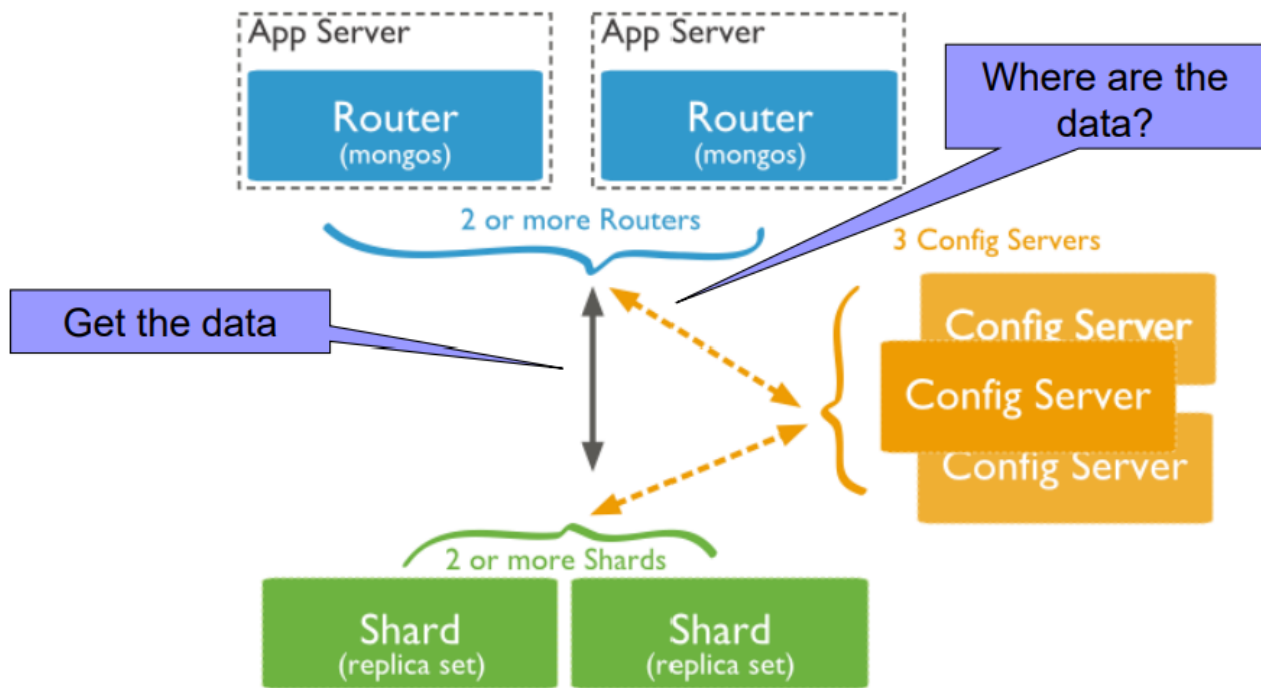 App Server
Router
(mongos)
App Server
Router
(mongos)
Where are the
data?
2 or more Routers
3 Config Servers
Get the data
Config Server
Config Server
Config Server
2 or more Shards
Shard
(replica set)
Shard
(replica set)